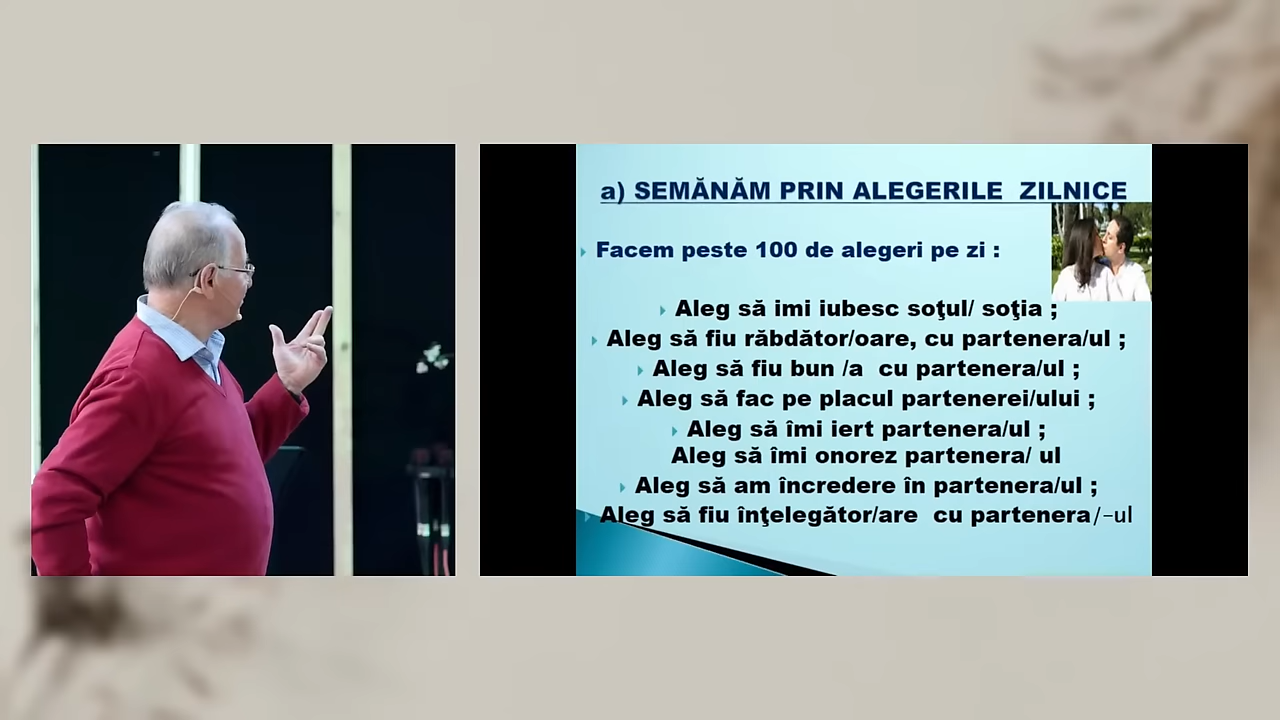 a) SEMĂNĂM PRIN ALEGERILE ZILNICE
Facem peste 100 de alegeri pe zi :
Aleg să imi iubesc soţul/ soţia ;
Aleg să fiu răbdător/oare, cu partenera/ul ;
Aleg să fiu bun /a cu partenera/ul ;
Aleg să fac pe placul partenerei/ului ;
Aleg să îmi iert partenera/ul ;
Aleg să îmi onorez partenera/ ul
Aleg să am încredere în partenera/ul ;
Aleg să fiu înţelegător/are cu partenera/-ul